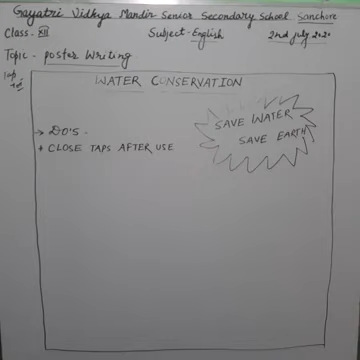 Gayatri Vidhya Mandir Senior Secondary School Sanchore
Class - XII Subject - English 2nd July 2020
Topic - Poster Writing
WATER CONSERVATION
SAVE WATER
SAVE EARTH
→ DO'S -
CLOSE TAPS AFTER USE